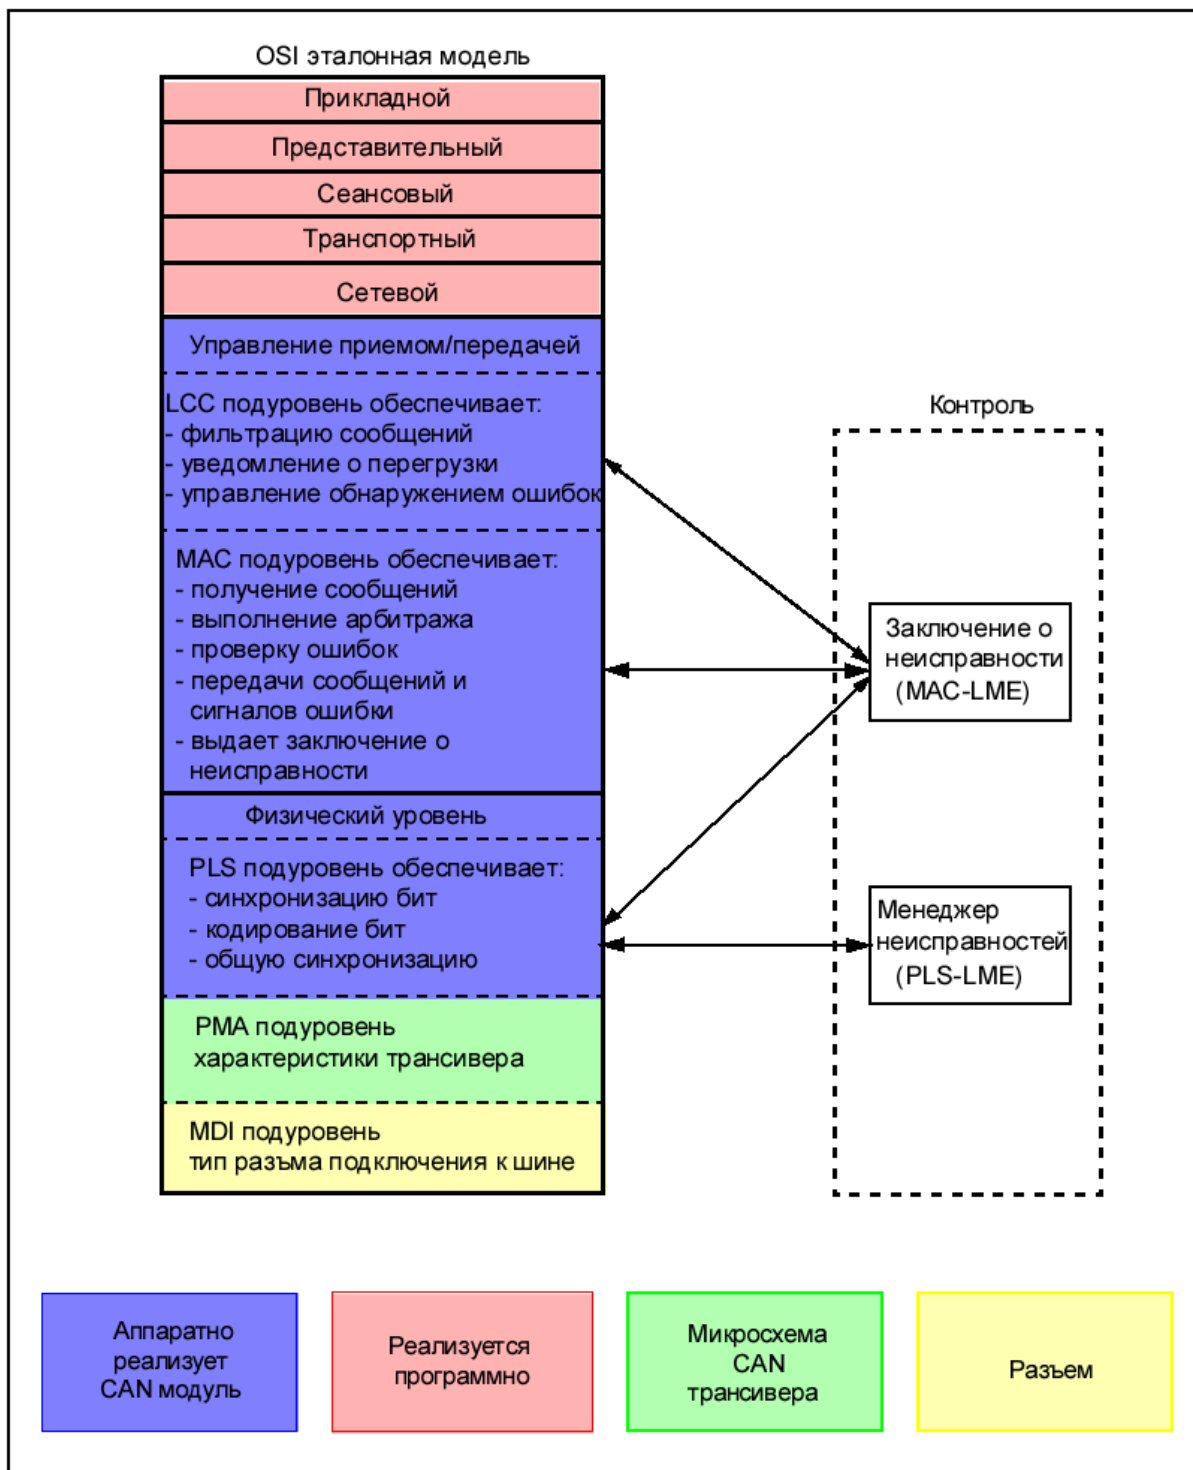 OSI эталонная модель
Прикладной
Представительный
Сеансовый
Транспортный
Сетевой
Управление приемом/передачей
LCC подуровень обеспечивает:
- фильтрацию сообщений
- уведомление о перегрузки
- управление обнаружением ошибок
MAC подуровень обеспечивает:
- получение сообщений
- выполнение арбитража
- проверку ошибок
- передачи сообщений и
сигналов ошибки
- выдает заключение о
неисправности
Физический уровень
PLS подуровень обеспечивает:
- синхронизацию бит
- кодирование бит
- общую синхронизацию
PMA подуровень
характеристики трансивера
MDI подуровень
тип разъма подключения к шине
Контроль
Заключение о
неисправности
(MAC-LME)
Менеджер
неисправностей
(PLS-LME)
Аппаратно
реализует
CAN модуль
Реализуется
программно
Микросхема
CAN
трансивера
Разъем